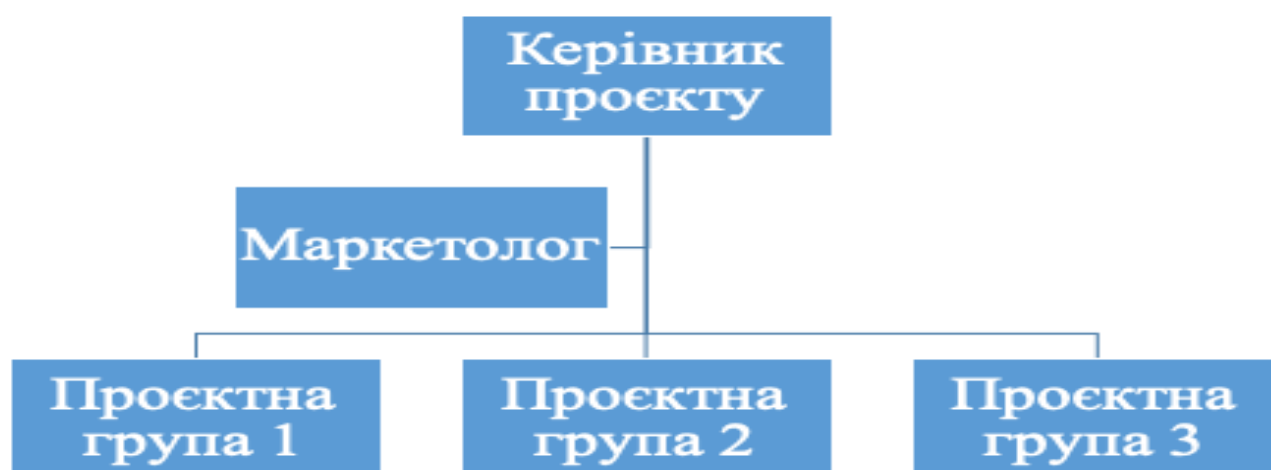 Керівник
проєкту
Маркетолог
Проєктна
група 1
Проєктна
група 2
Проєктна
група 3